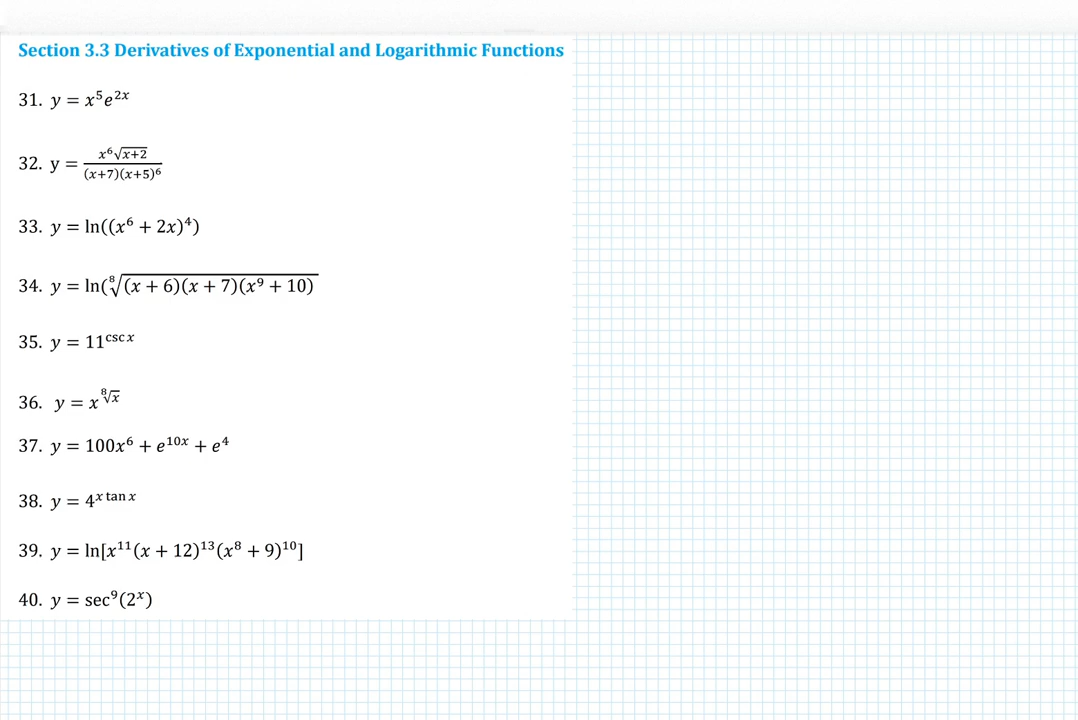 Section 3.3 Derivatives of Exponential and Logarithmic Functions
31. y = x⁵e²ˣ
32. y = x⁶√(x+2) / (x+7)(x+5)⁶
33. y = ln((x⁶ + 2x)⁴)
34. y = ln(⁸√(x + 6)(x + 7)(x⁹ + 10)
35. y = 11^(csc x)
36. y = x^(⁸√x)
37. y = 100x⁶ + e¹⁰ˣ + e⁴
38. y = 4^(x tan x)
39. y = ln[x¹¹(x + 12)¹³(x⁸ + 9)¹⁰]
40. y = sec⁹(2ˣ)